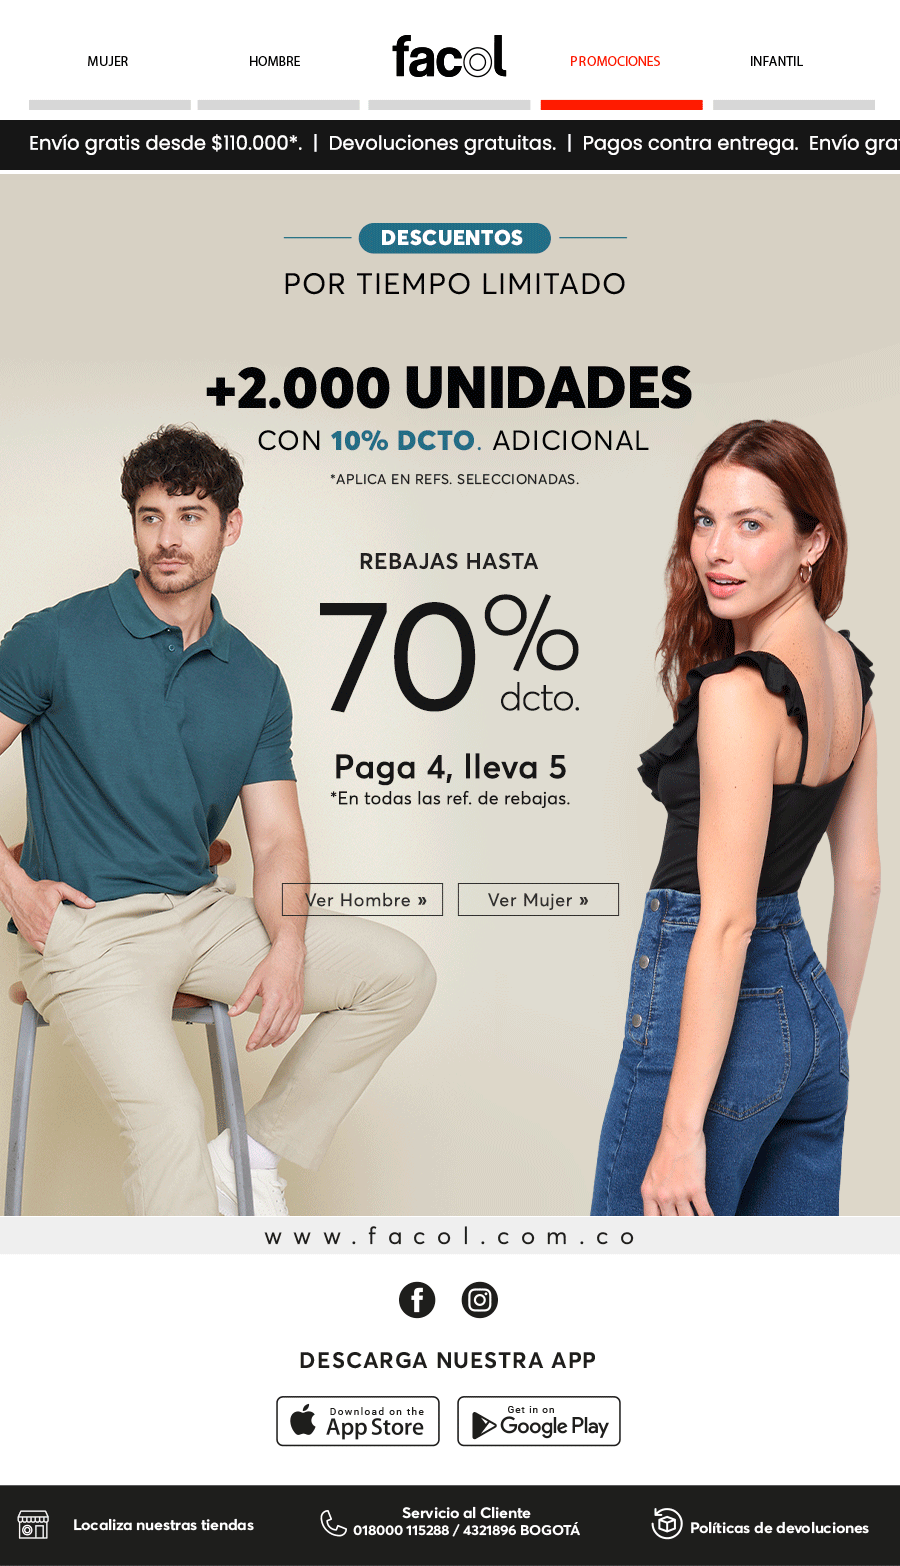 MUJER
HOMBRE
facol
PROMOCIONES
INFANTIL
Envío gratis desde $110.000*. | Devoluciones gratuitas. | Pagos contra entrega. Envío gra
DESCUENTOS
POR TIEMPO LIMITADO
+2.000 UNIDADES
CON 10% DCTO. ADICIONAL
*APLICA EN REFS. SELECCIONADAS.
REBAJAS HASTA
70%
dcto.
Paga 4, lleva 5
*En todas las ref. de rebajas.
Ver Hombre »
Ver Mujer »
www.facol.com.co
DESCARGA NUESTRA APP
Download on the
App Store
Get in on
Google Play
Localiza nuestras tiendas
Servicio al Cliente
018000 115288 / 4321896 BOGOTÁ
Políticas de devoluciones